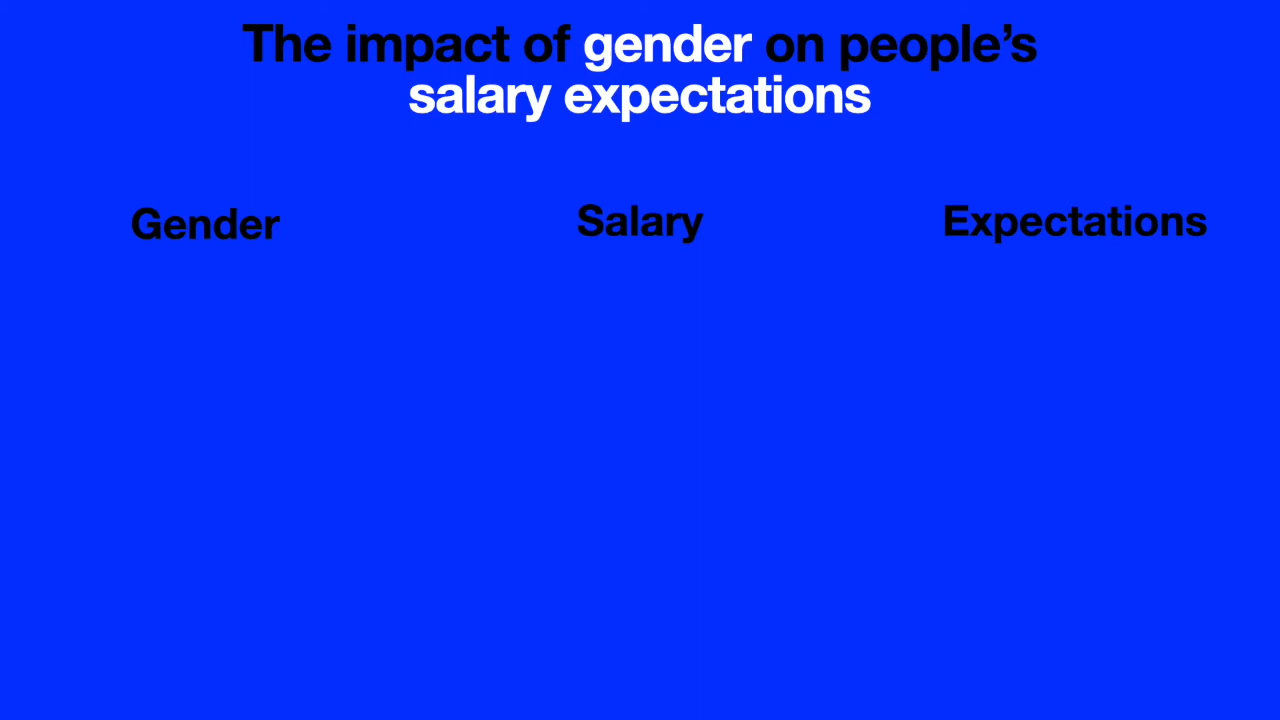 The impact of gender on people’s
salary expectations
Gender
Salary
Expectations